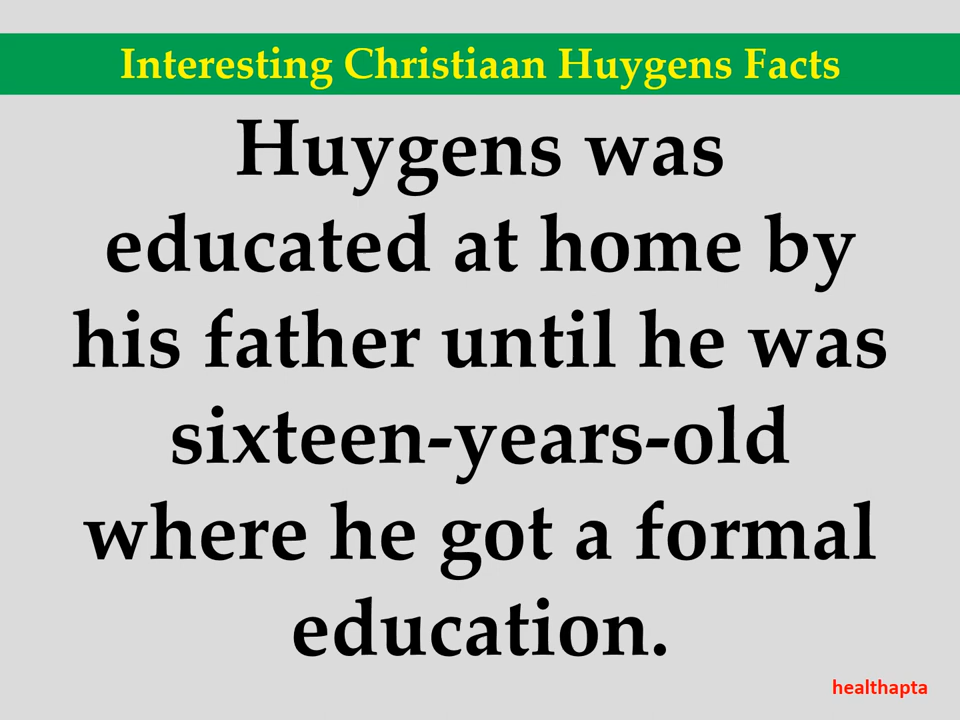 Interesting Christiaan Huygens Facts
Huygens was
educated at home by
his father until he was
sixteen-years-old
where he got a formal
education.
healthapta